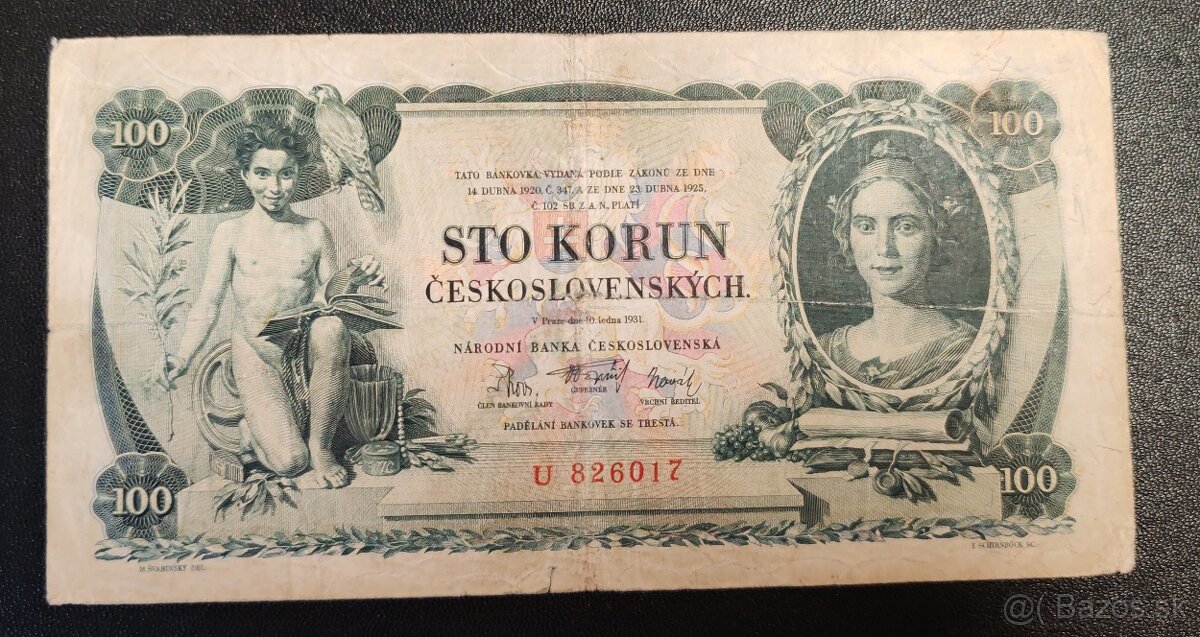 100
100
TATO BANKOVKA, VYDANÁ PODLE ZÁKONŮ ZE DNE
14. DUBNA 1920, Č. 347, A ZE DNE 23. DUBNA 1925,
Č. 102 SB. Z. A N., PLATÍ
STO KORUN
ČESKOSLOVENSKÝCH.
V Praze dne 10. ledna 1931.
NÁRODNÍ BANKA ČESKOSLOVENSKÁ
ČLEN BANKOVNÍ RADY
GUVERNÉR
VRCHNÍ ŘEDITEL
PADĚLÁNÍ BANKOVEK SE TRESTÁ.
U 826017
100
100
M. ŠVABINSKÝ DEL.
F. SCHIRNBÖCK SC.
@( Bazos.sk